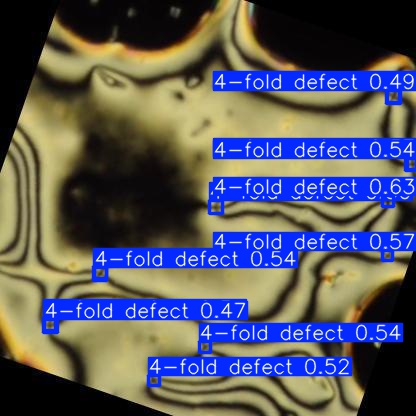 4-fold defect 0.49
4-fold defect 0.54
4-fold defect 0.63
4-fold defect 0.57
4-fold defect 0.54
4-fold defect 0.47
4-fold defect 0.54
4-fold defect 0.52